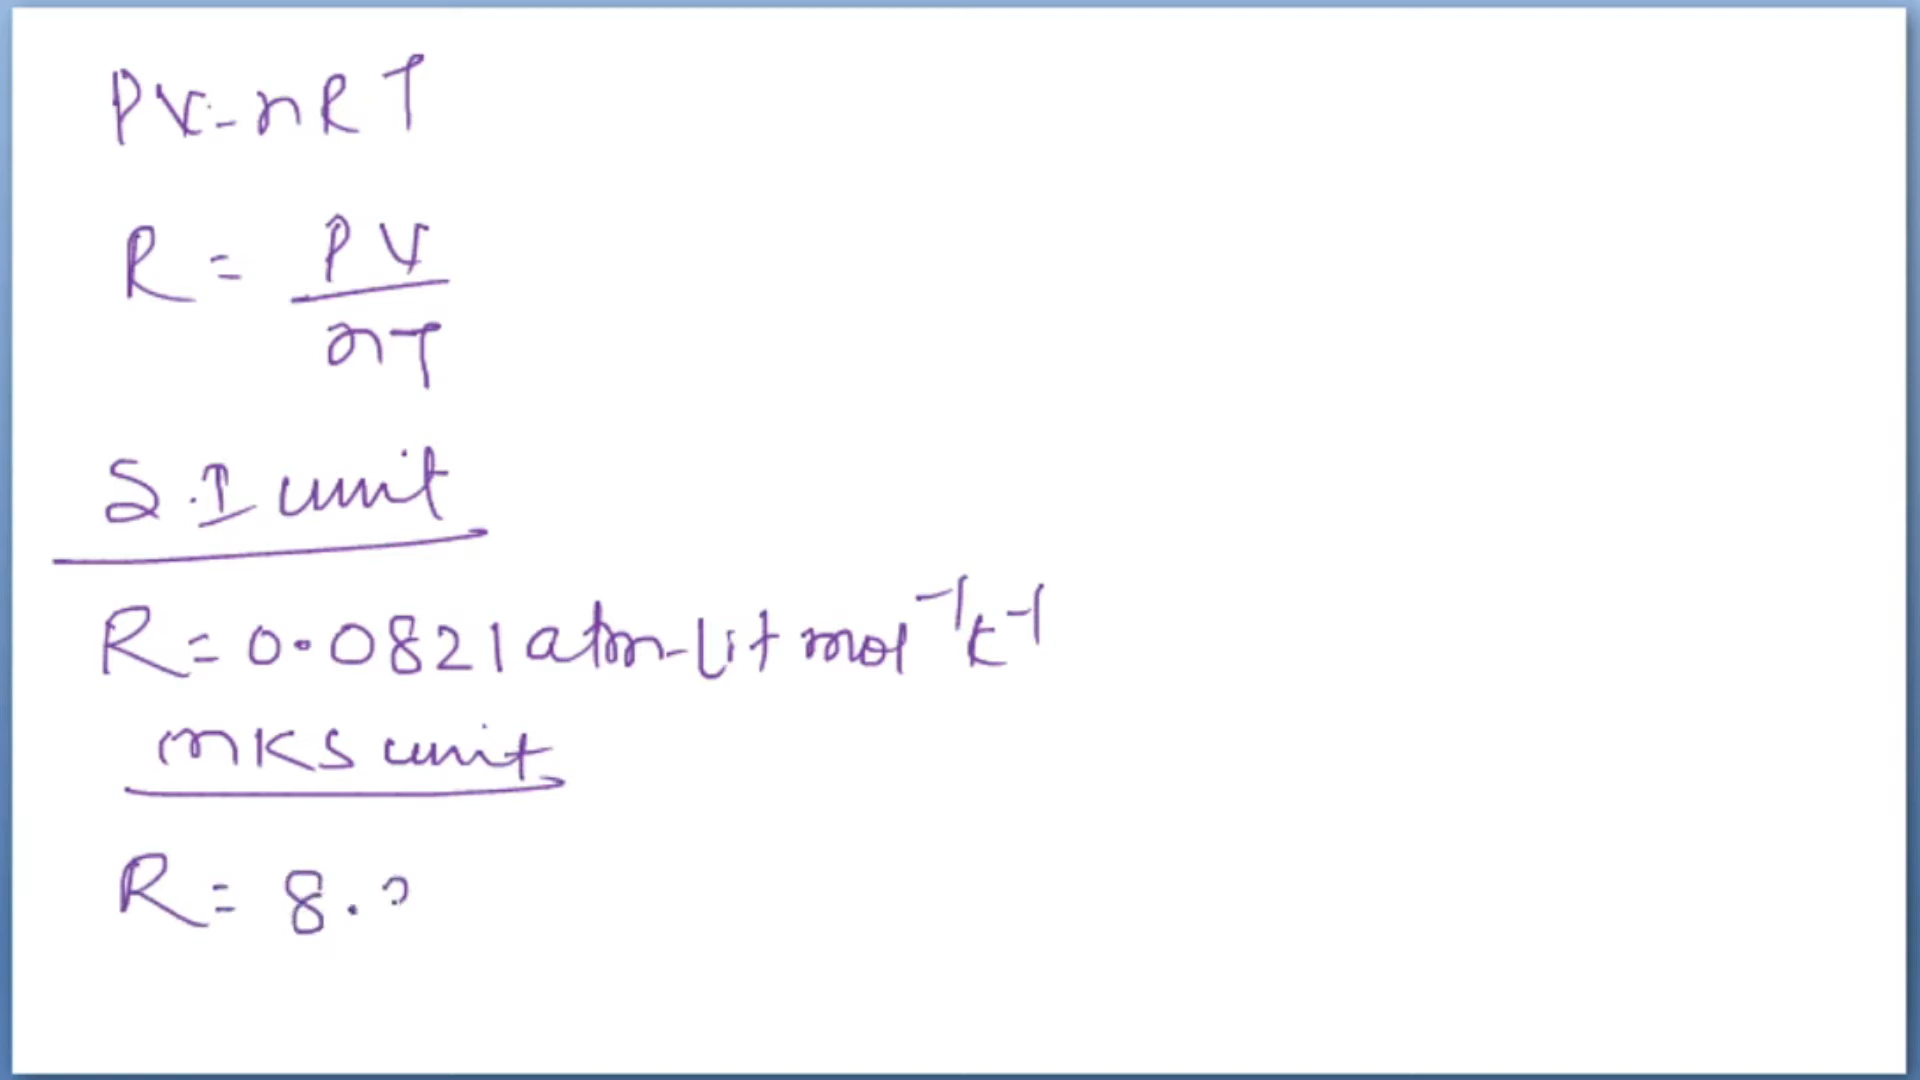 PV=nRT
R = PV
nT
S.I unit
R = 0.0821 atm-lit mol⁻¹K⁻¹
MKS unit
R = 8.